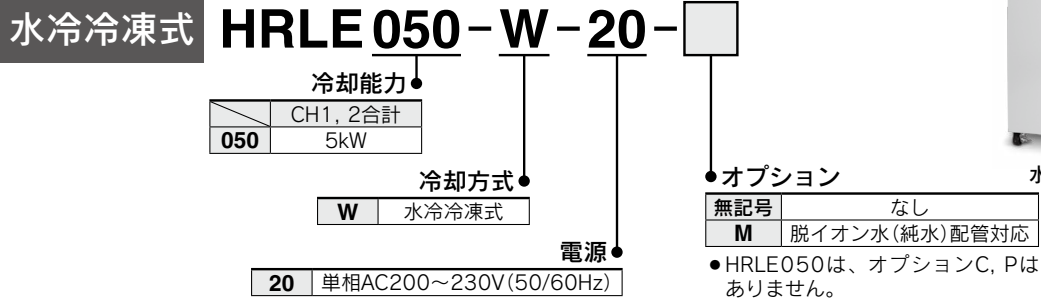 水冷冷凍式 HRLE050-W-20-□
冷却能力
CH1, 2合計
050 5kW
冷却方式
W 水冷冷凍式
電源
20 単相AC200～230V(50/60Hz)
オプション
無記号 なし
M 脱イオン水(純水)配管対応
●HRLE050は、オプションC, Pは
ありません。